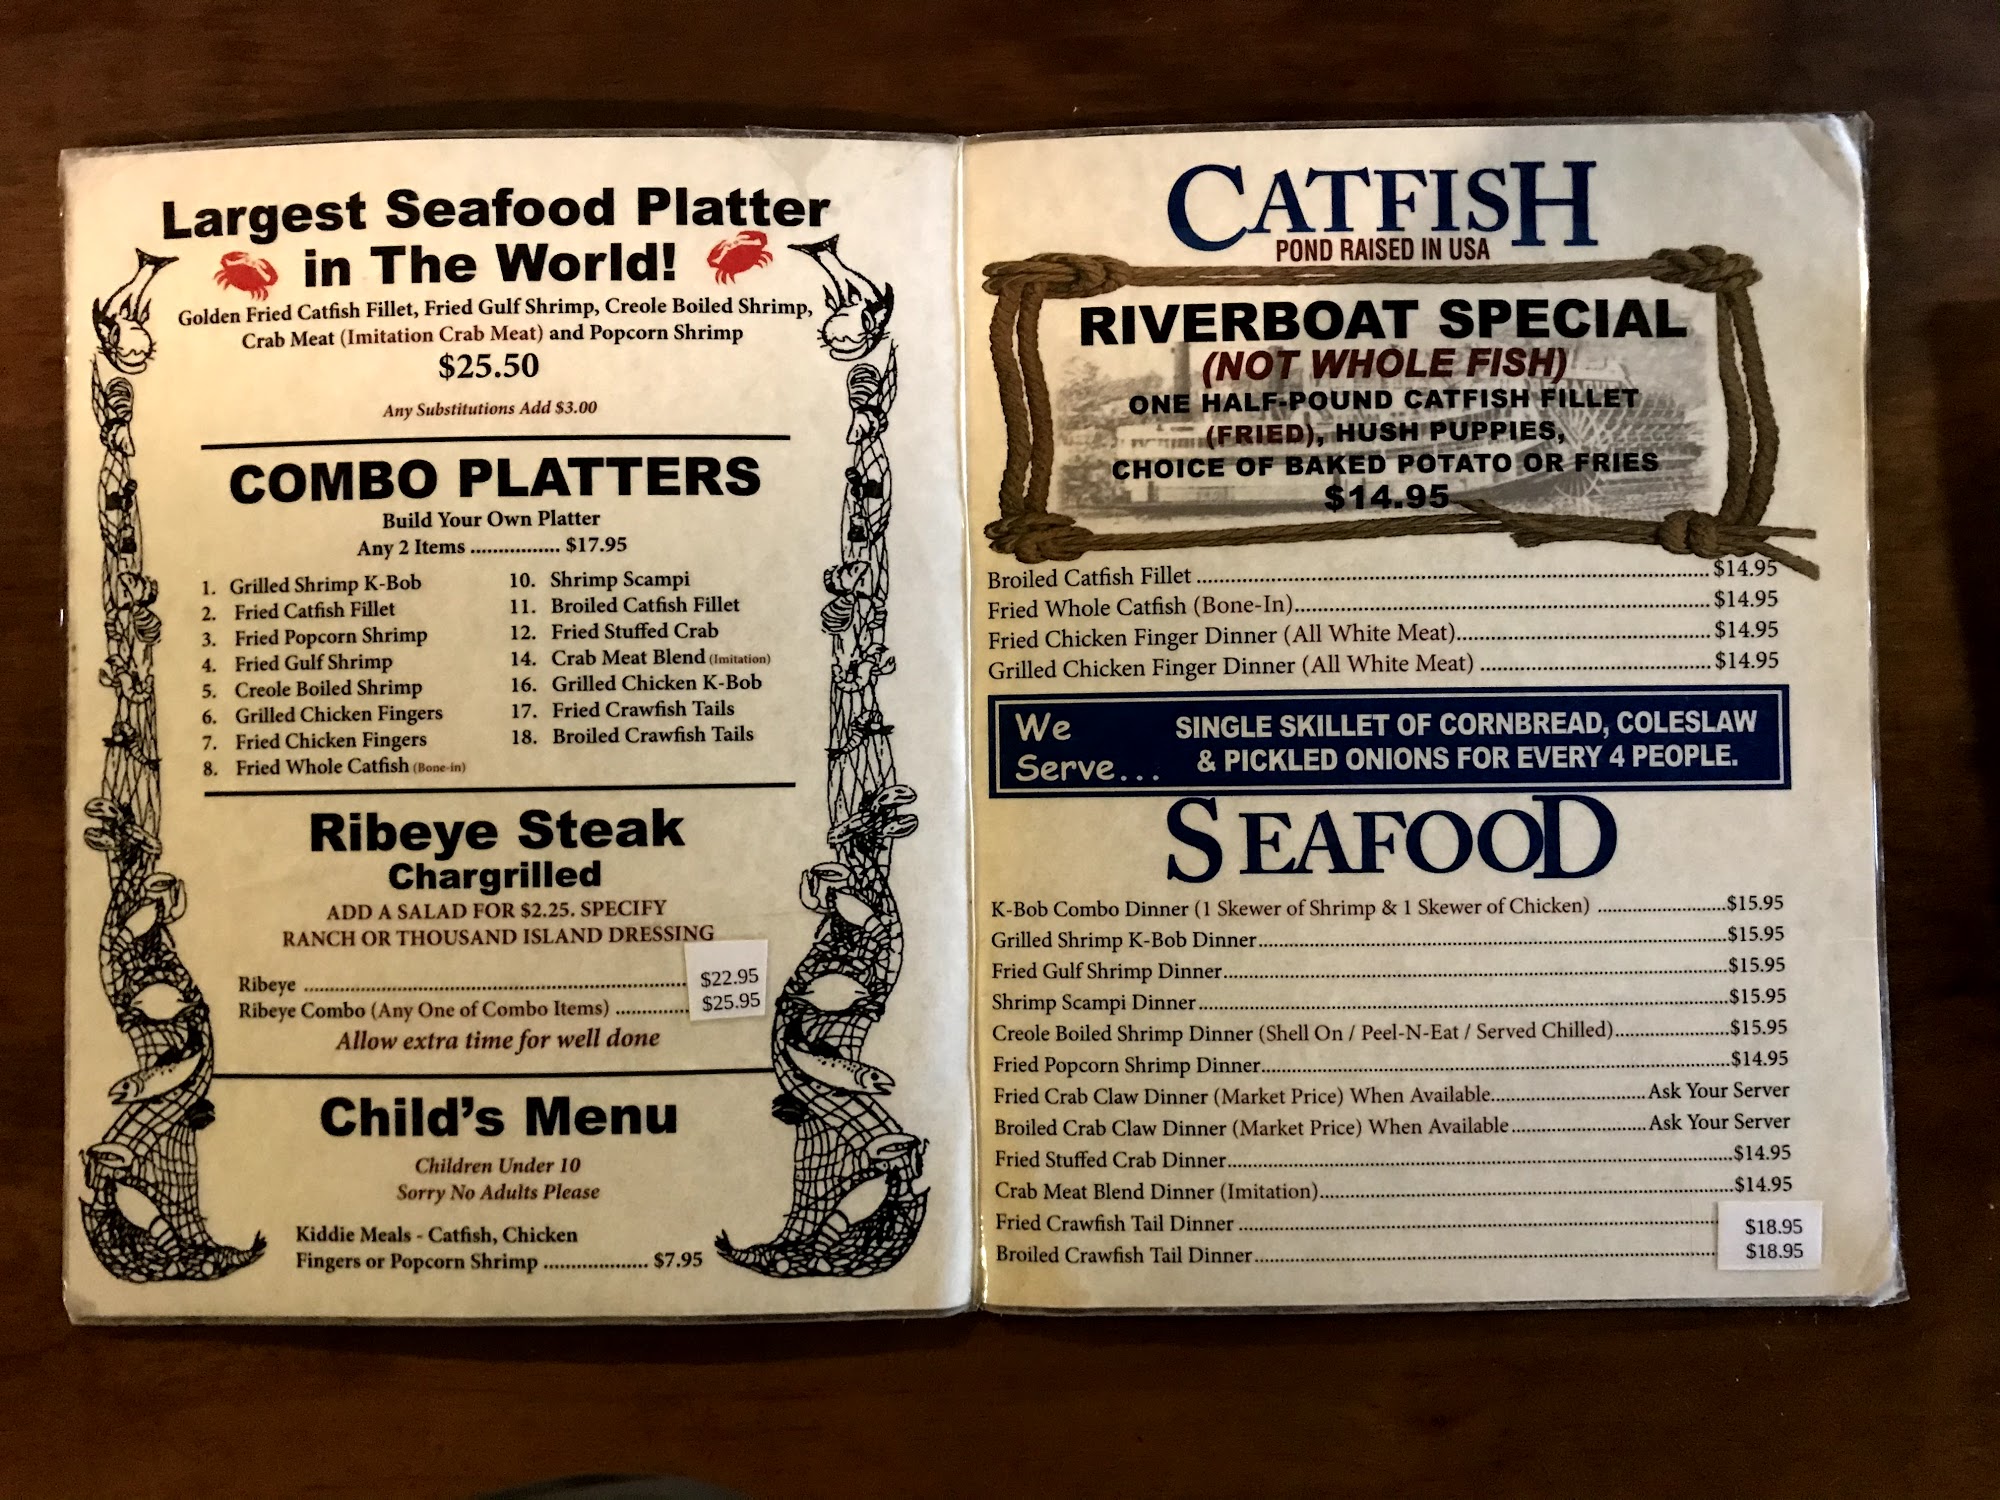 Largest Seafood Platter
in The World!
Golden Fried Catfish Fillet, Fried Gulf Shrimp, Creole Boiled Shrimp,
Crab Meat (Imitation Crab Meat) and Popcorn Shrimp
$25.50
Any Substitutions Add $3.00
COMBO PLATTERS
Build Your Own Platter
Any 2 Items ................ $17.95
1. Grilled Shrimp K-Bob
2. Fried Catfish Fillet
3. Fried Popcorn Shrimp
4. Fried Gulf Shrimp
5. Creole Boiled Shrimp
6. Grilled Chicken Fingers
7. Fried Chicken Fingers
8. Fried Whole Catfish (Bone-in)
10. Shrimp Scampi
11. Broiled Catfish Fillet
12. Fried Stuffed Crab
14. Crab Meat Blend (Imitation)
16. Grilled Chicken K-Bob
17. Fried Crawfish Tails
18. Broiled Crawfish Tails
Ribeye Steak
Chargrilled
ADD A SALAD FOR $2.25. SPECIFY
RANCH OR THOUSAND ISLAND DRESSING
Ribeye ........................ $22.95
Ribeye Combo (Any One of Combo Items) ............. $25.95
Allow extra time for well done
Child's Menu
Children Under 10
Sorry No Adults Please
Kiddie Meals - Catfish, Chicken
Fingers or Popcorn Shrimp ................... $7.95
CATFISH
POND RAISED IN USA
RIVERBOAT SPECIAL
(NOT WHOLE FISH)
ONE HALF-POUND CATFISH FILLET
(FRIED), HUSH PUPPIES,
CHOICE OF BAKED POTATO OR FRIES
$14.95
Broiled Catfish Fillet ........................ $14.95
Fried Whole Catfish (Bone-In)........................ $14.95
Fried Chicken Finger Dinner (All White Meat)........................ $14.95
Grilled Chicken Finger Dinner (All White Meat) ........................ $14.95
We
Serve...
SINGLE SKILLET OF CORNBREAD, COLESLAW
& PICKLED ONIONS FOR EVERY 4 PEOPLE.
SEAFOOD
K-Bob Combo Dinner (1 Skewer of Shrimp & 1 Skewer of Chicken) ........................$15.95
Grilled Shrimp K-Bob Dinner........................$15.95
Fried Gulf Shrimp Dinner........................$15.95
Shrimp Scampi Dinner........................$15.95
Creole Boiled Shrimp Dinner (Shell On / Peel-N-Eat / Served Chilled)........................$15.95
Fried Popcorn Shrimp Dinner........................$14.95
Fried Crab Claw Dinner (Market Price) When Available........................Ask Your Server
Broiled Crab Claw Dinner (Market Price) When Available........................Ask Your Server
Fried Stuffed Crab Dinner........................$14.95
Crab Meat Blend Dinner (Imitation)........................$14.95
Fried Crawfish Tail Dinner ........................ $18.95
Broiled Crawfish Tail Dinner........................ $18.95